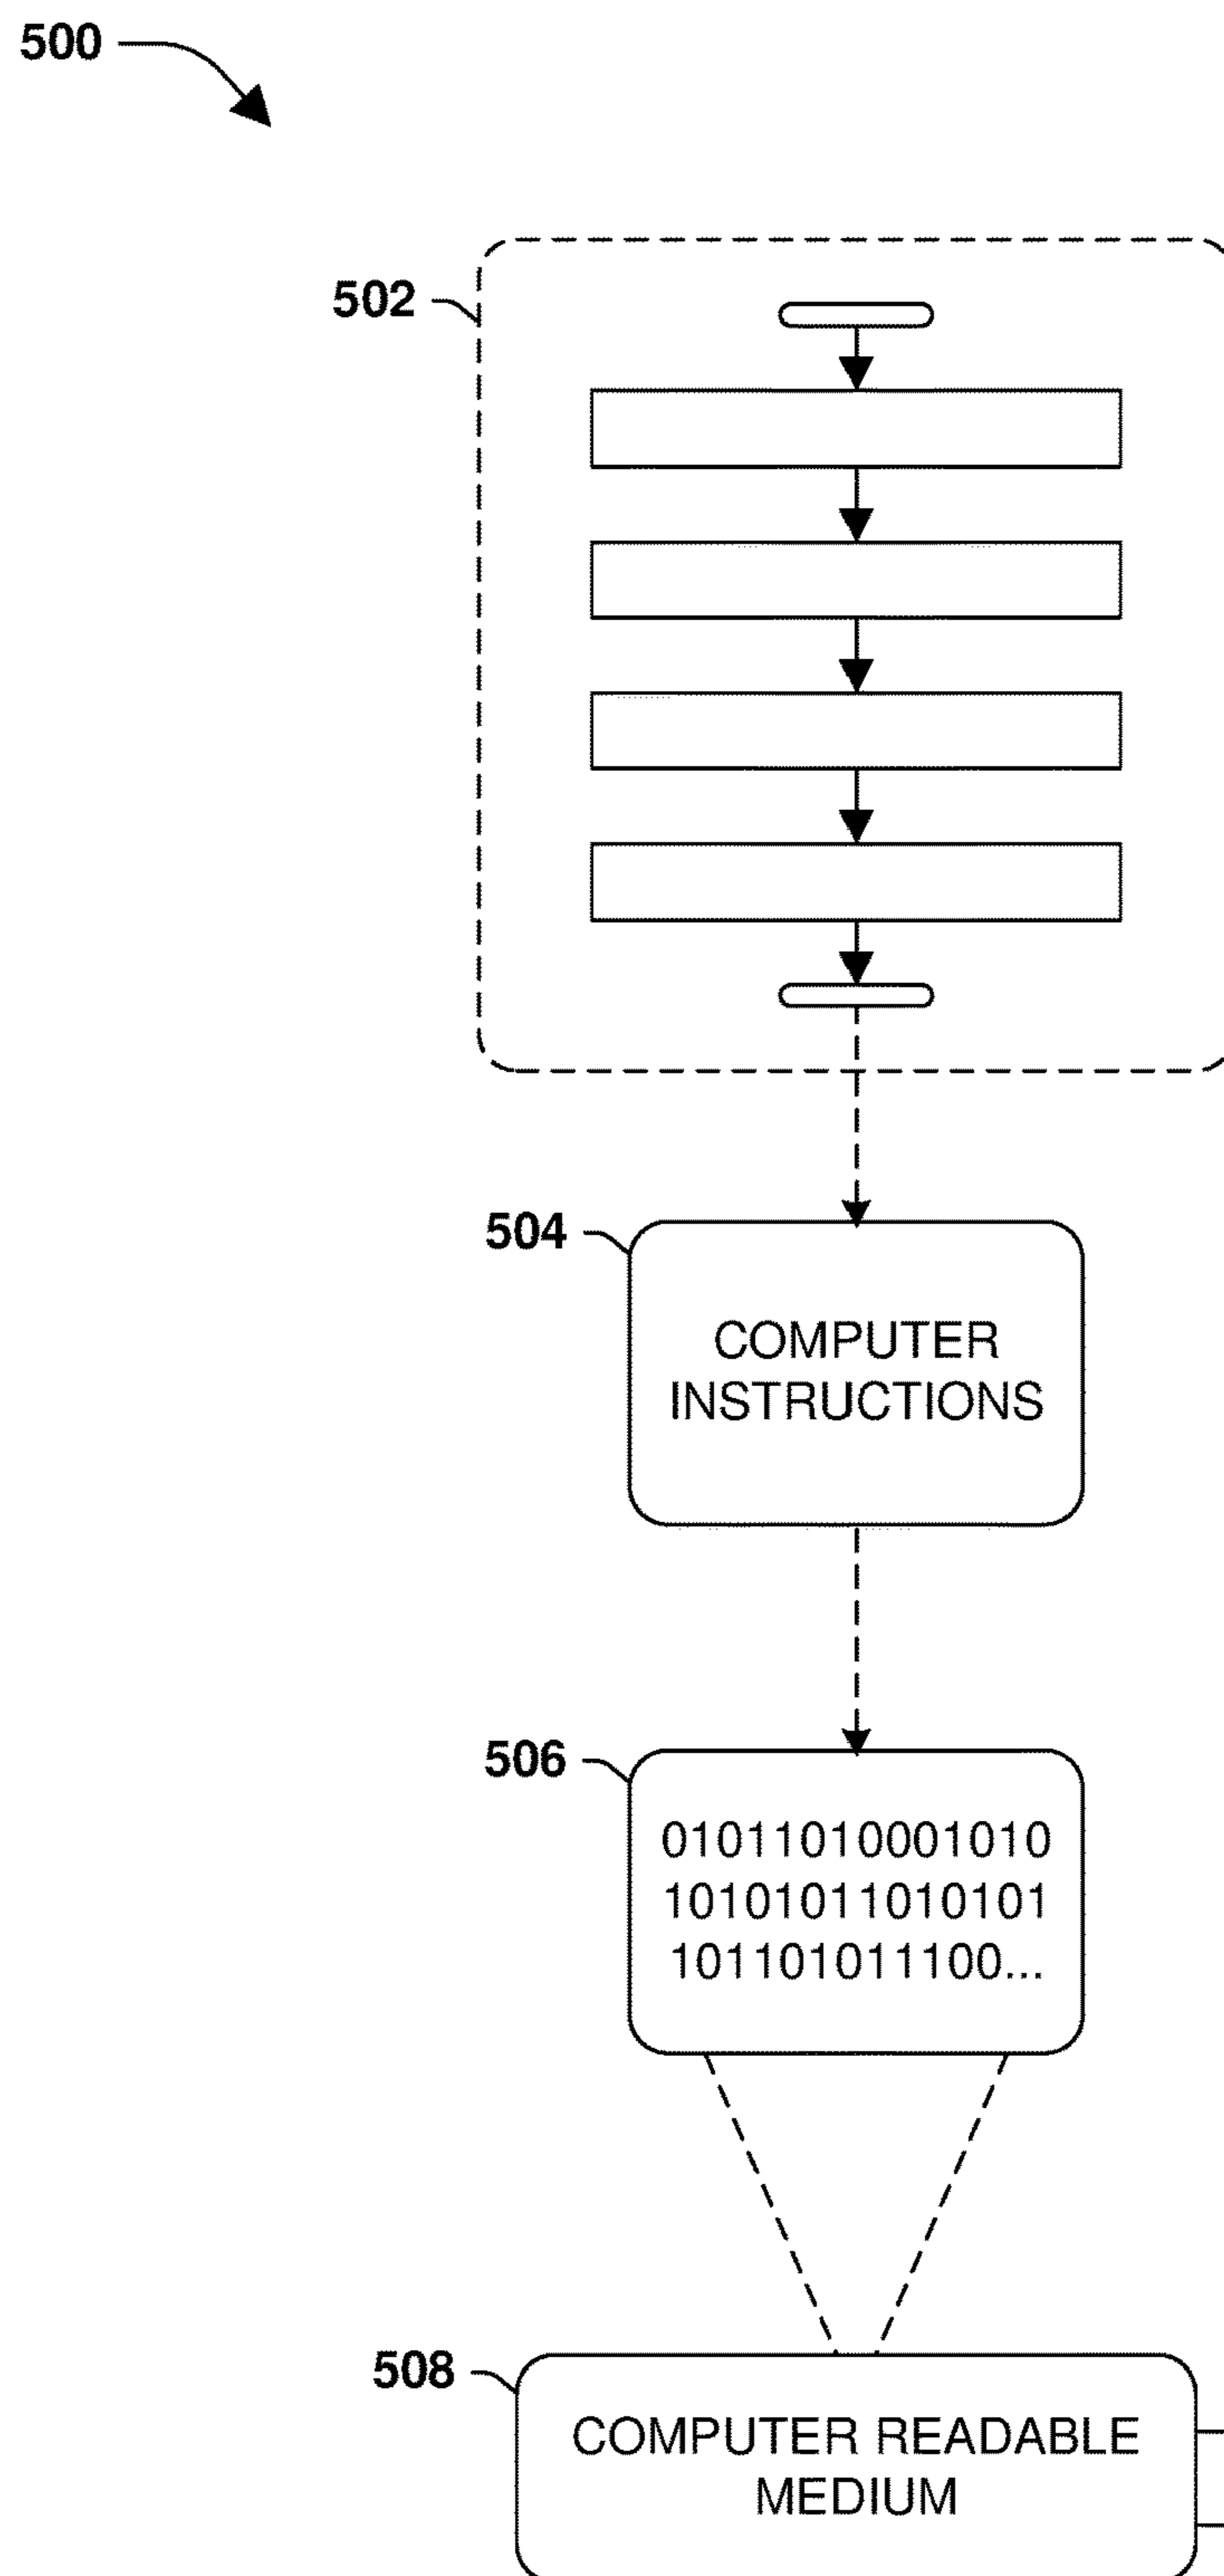 500
502
504
COMPUTER
INSTRUCTIONS
506
01011010001010
10101011010101
101101011100...
508
COMPUTER READABLE
MEDIUM